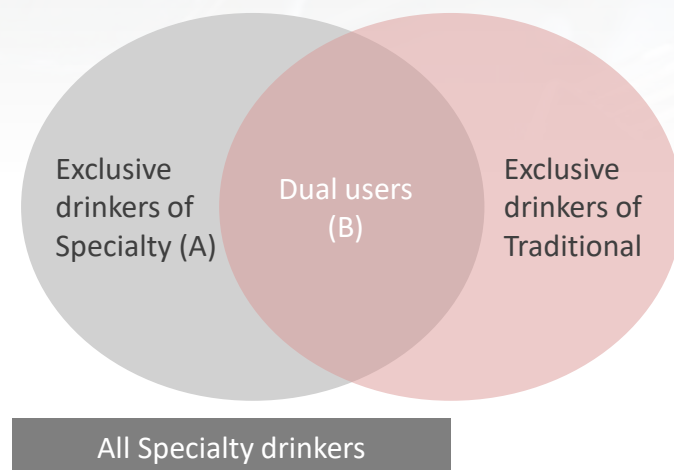 Exclusive
drinkers of
Specialty (A)
Dual users
(B)
Exclusive
drinkers of
Traditional
All Specialty drinkers